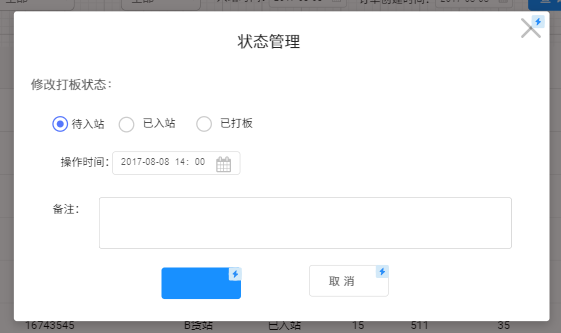 状态管理
修改打板状态：
待入站 已入站 已打板
操作时间： 2017-08-08 14: :00
备注：
取 消
16743545 B货站 已入站 15 511 35